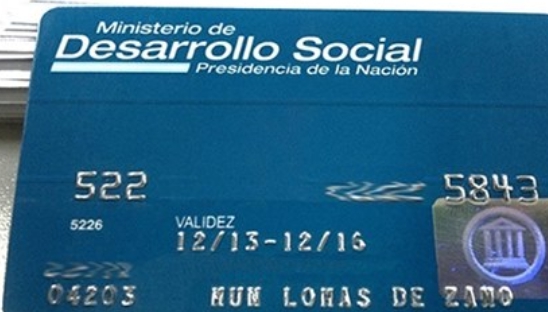 Ministerio de
Desarrollo Social
Presidencia de la Nación
522 5843
5226
VALIDEZ
12/13-12/16
04203 MUN LOMAS DE ZAMO